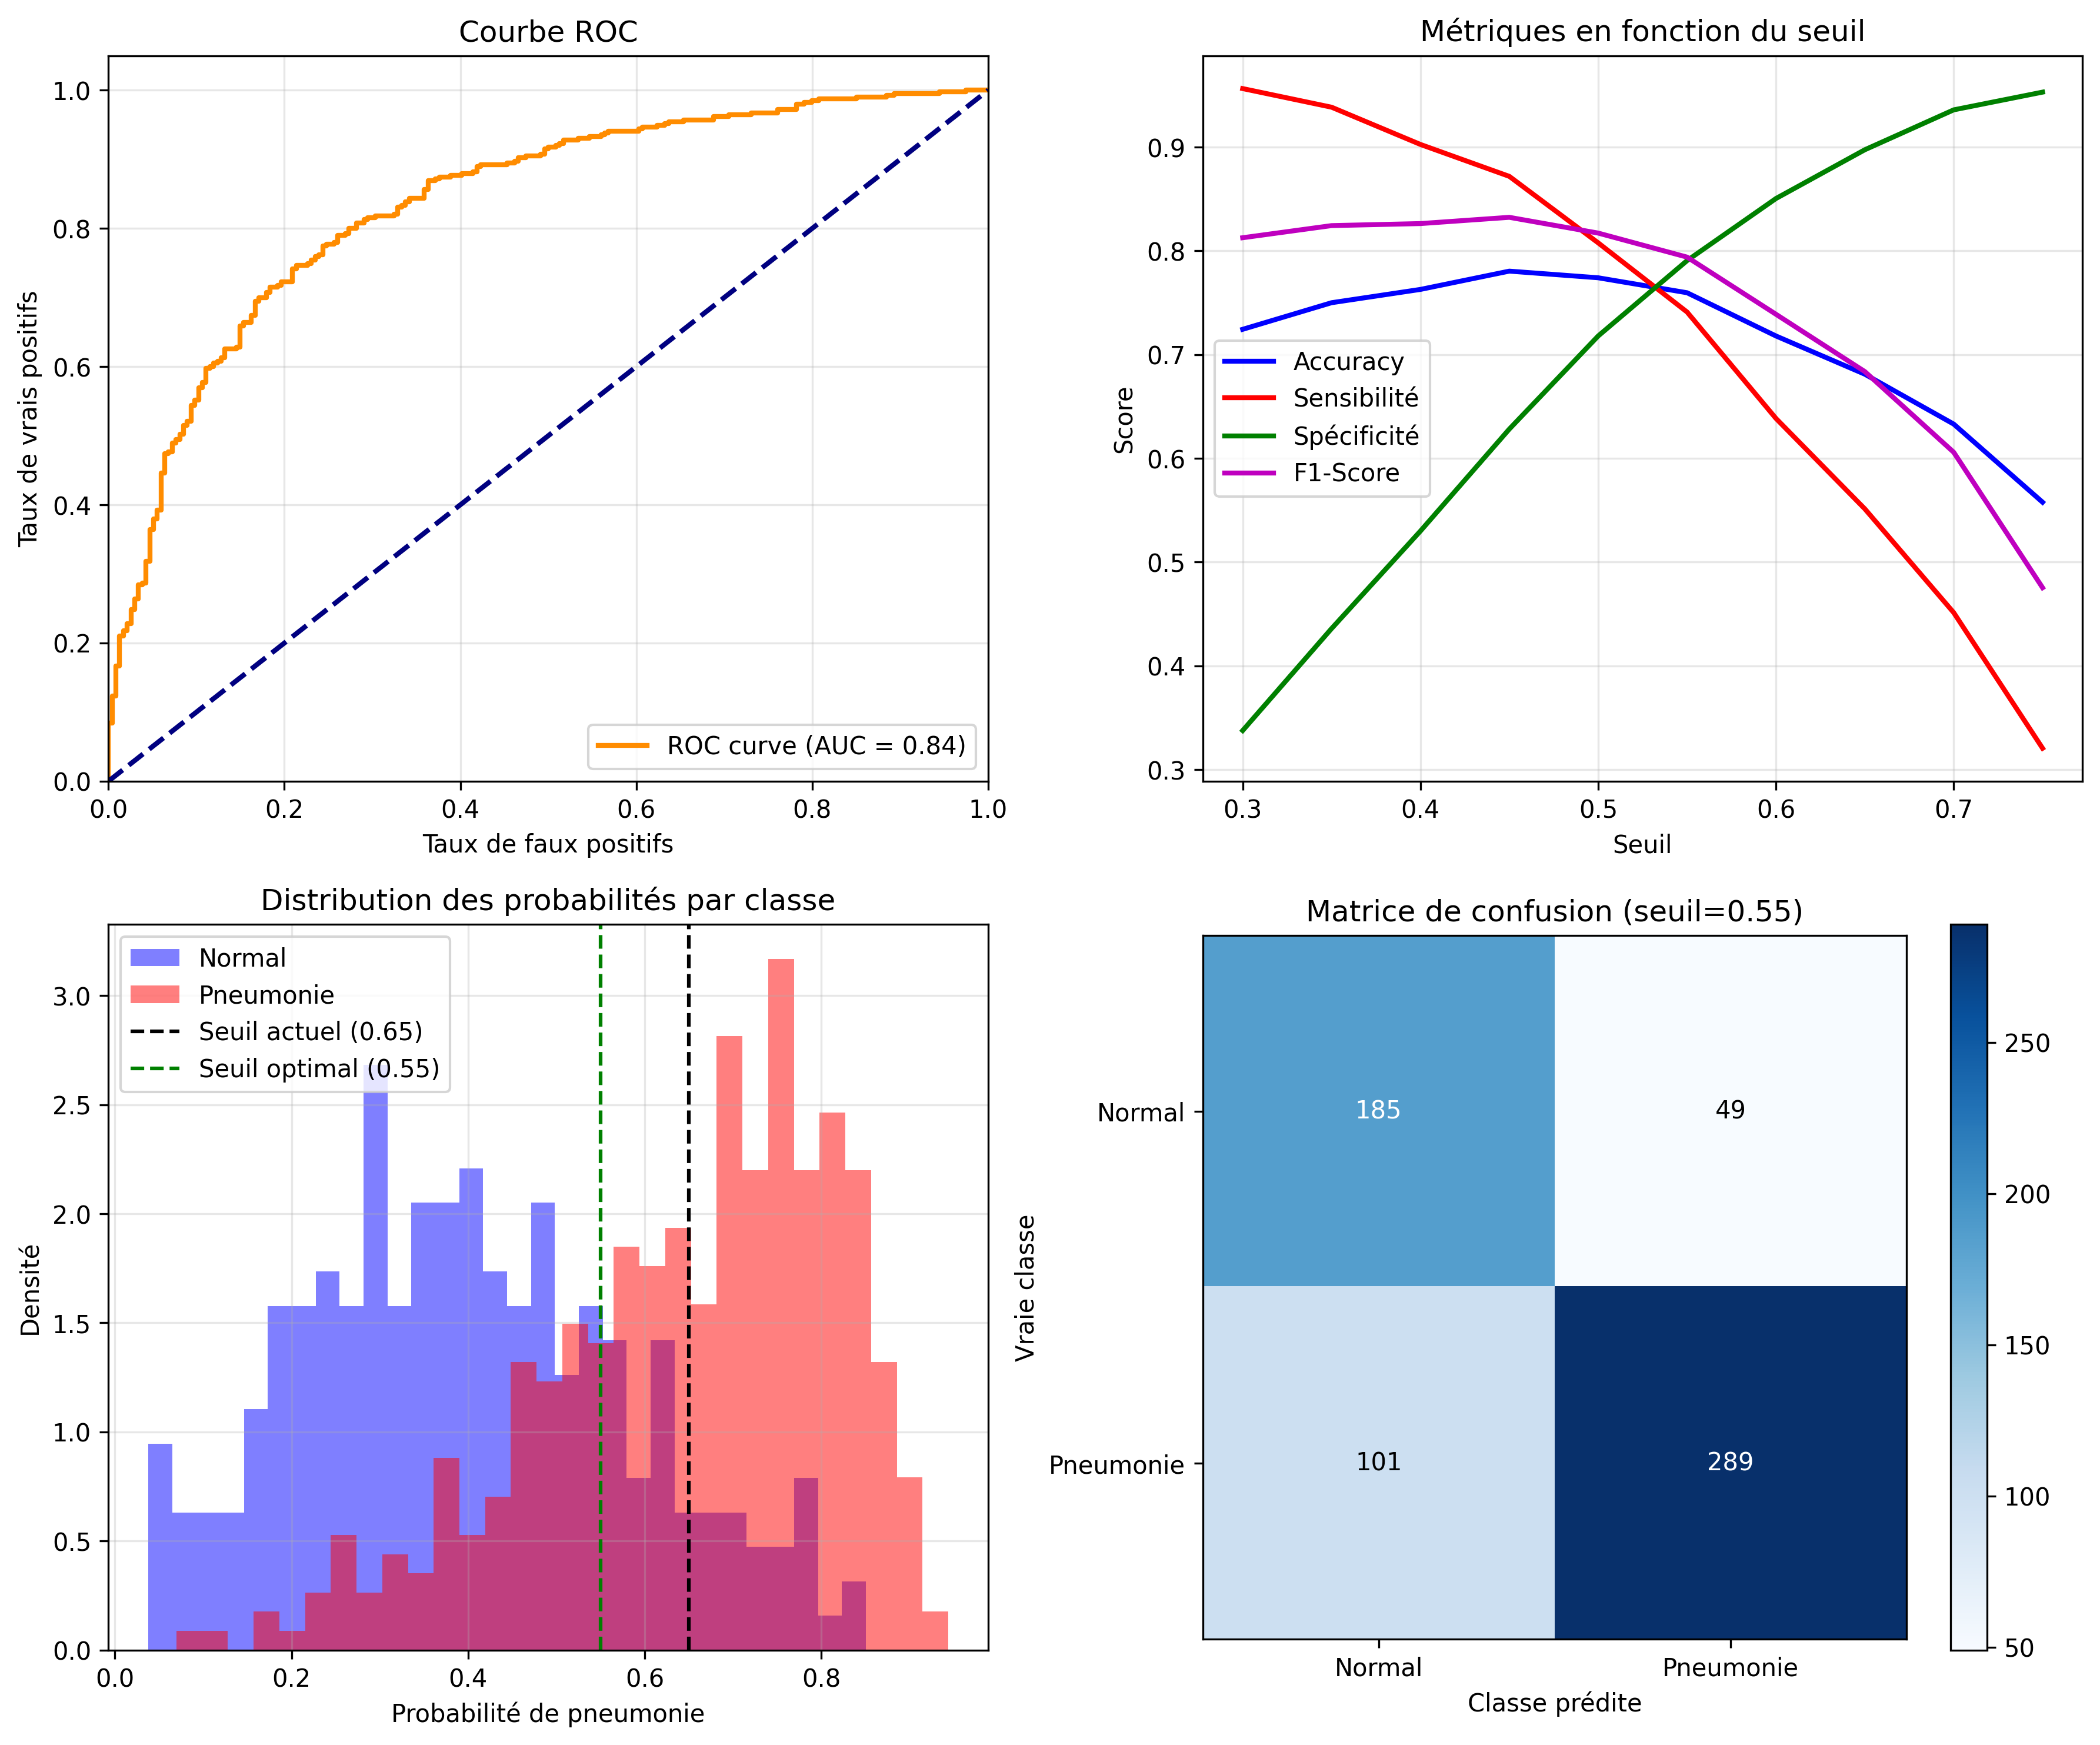 Courbe ROC
Taux de vrais positifs
1.0
0.8
0.6
0.4
0.2
0.0
0.0 0.2 0.4 0.6 0.8 1.0
Taux de faux positifs
ROC curve (AUC = 0.84)
Métriques en fonction du seuil
Score
0.9
0.8
0.7
0.6
0.5
0.4
0.3
Accuracy
Sensibilité
Spécificité
F1-Score
0.3 0.4 0.5 0.6 0.7
Seuil
Distribution des probabilités par classe
Densité
3.0
2.5
2.0
1.5
1.0
0.5
0.0
Normal
Pneumonie
Seuil actuel (0.65)
Seuil optimal (0.55)
0.0 0.2 0.4 0.6 0.8
Probabilité de pneumonie
Matrice de confusion (seuil=0.55)
Vraie classe
Normal
185 49
Pneumonie
101 289
Normal Pneumonie
Classe prédite
250
200
150
100
50